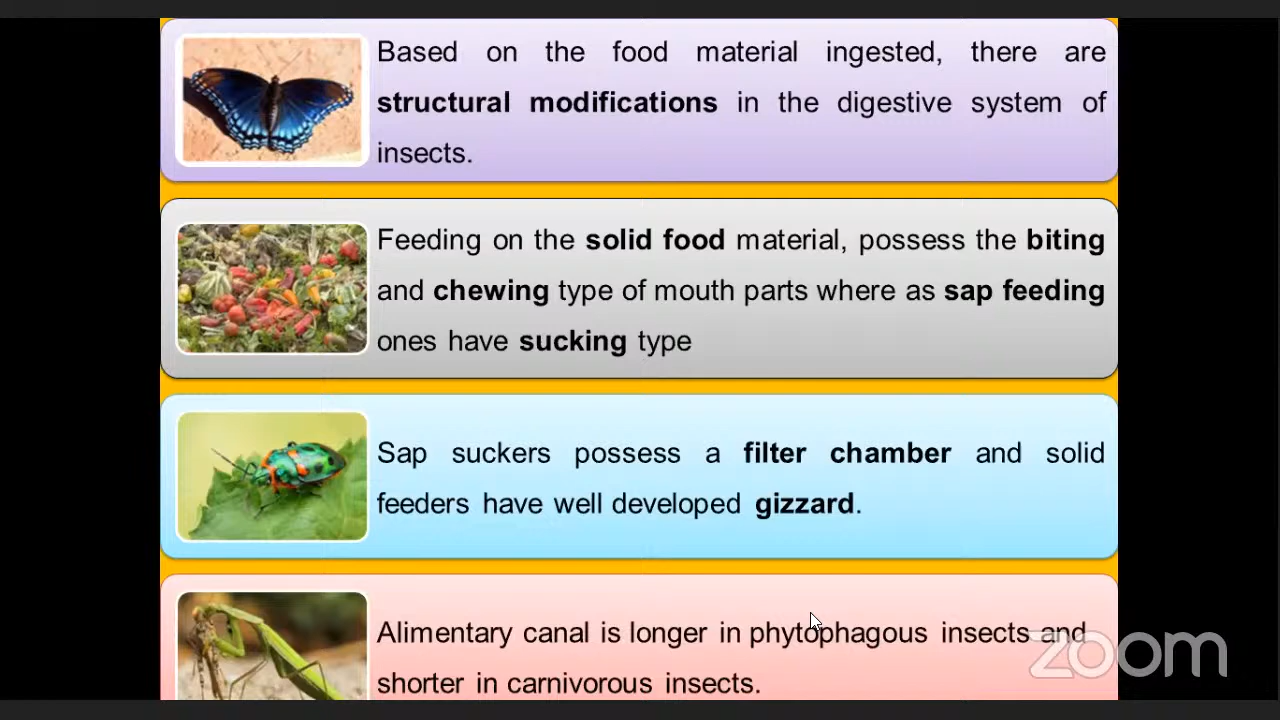 Based on the food material ingested, there are
structural modifications in the digestive system of
insects.
Feeding on the solid food material, possess the biting
and chewing type of mouth parts where as sap feeding
ones have sucking type
Sap suckers possess a filter chamber and solid
feeders have well developed gizzard.
Alimentary canal is longer in phytophagous insects and
shorter in carnivorous insects.
zoom